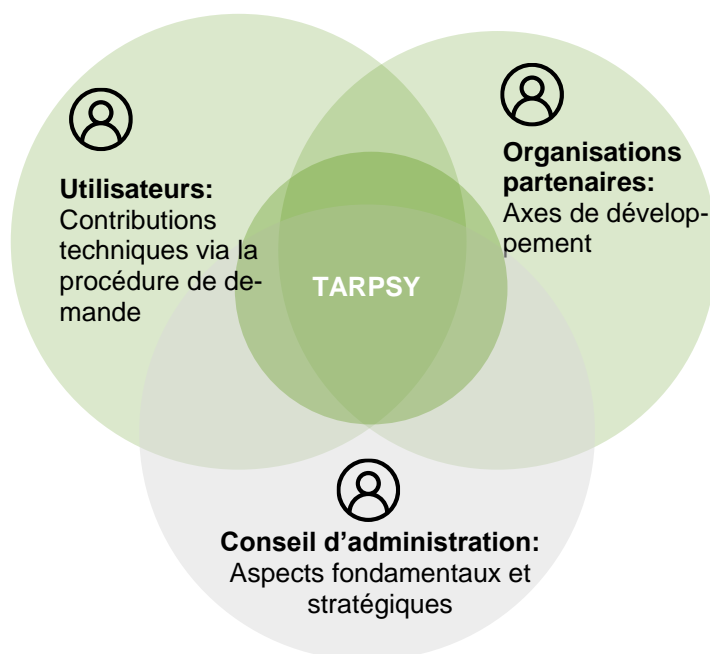 Utilisateurs:
Contributions
techniques via la
procédure de de-
mande
Organisations
partenaires:
Axes de dévelop-
pement
TARPSY
Conseil d’administration:
Aspects fondamentaux et
stratégiques